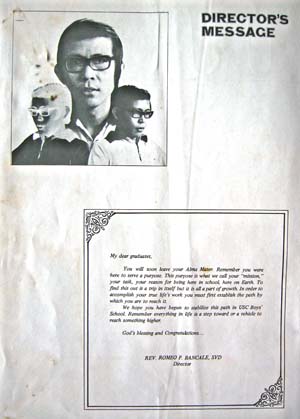 DIRECTOR'S
MESSAGE
My dear graduates,
You will soon leave your Alma Mater. Remember you were
here to serve a purpose. This purpose is what we call your "mission,"
your task, your reason for being here in school, here on Earth. To
find this out is a trip in itself but it is all a part of growth. In order to
accomplish your true life's work you must first establish the path by
which you are to reach it.
We hope you have begun to stabilize this path in USC Boys'
School. Remember everything in life is a step toward or a vehicle to
reach something higher.
God's blessing and Congratulations...
REV. ROMEO P. BANCALE, SVD
Director